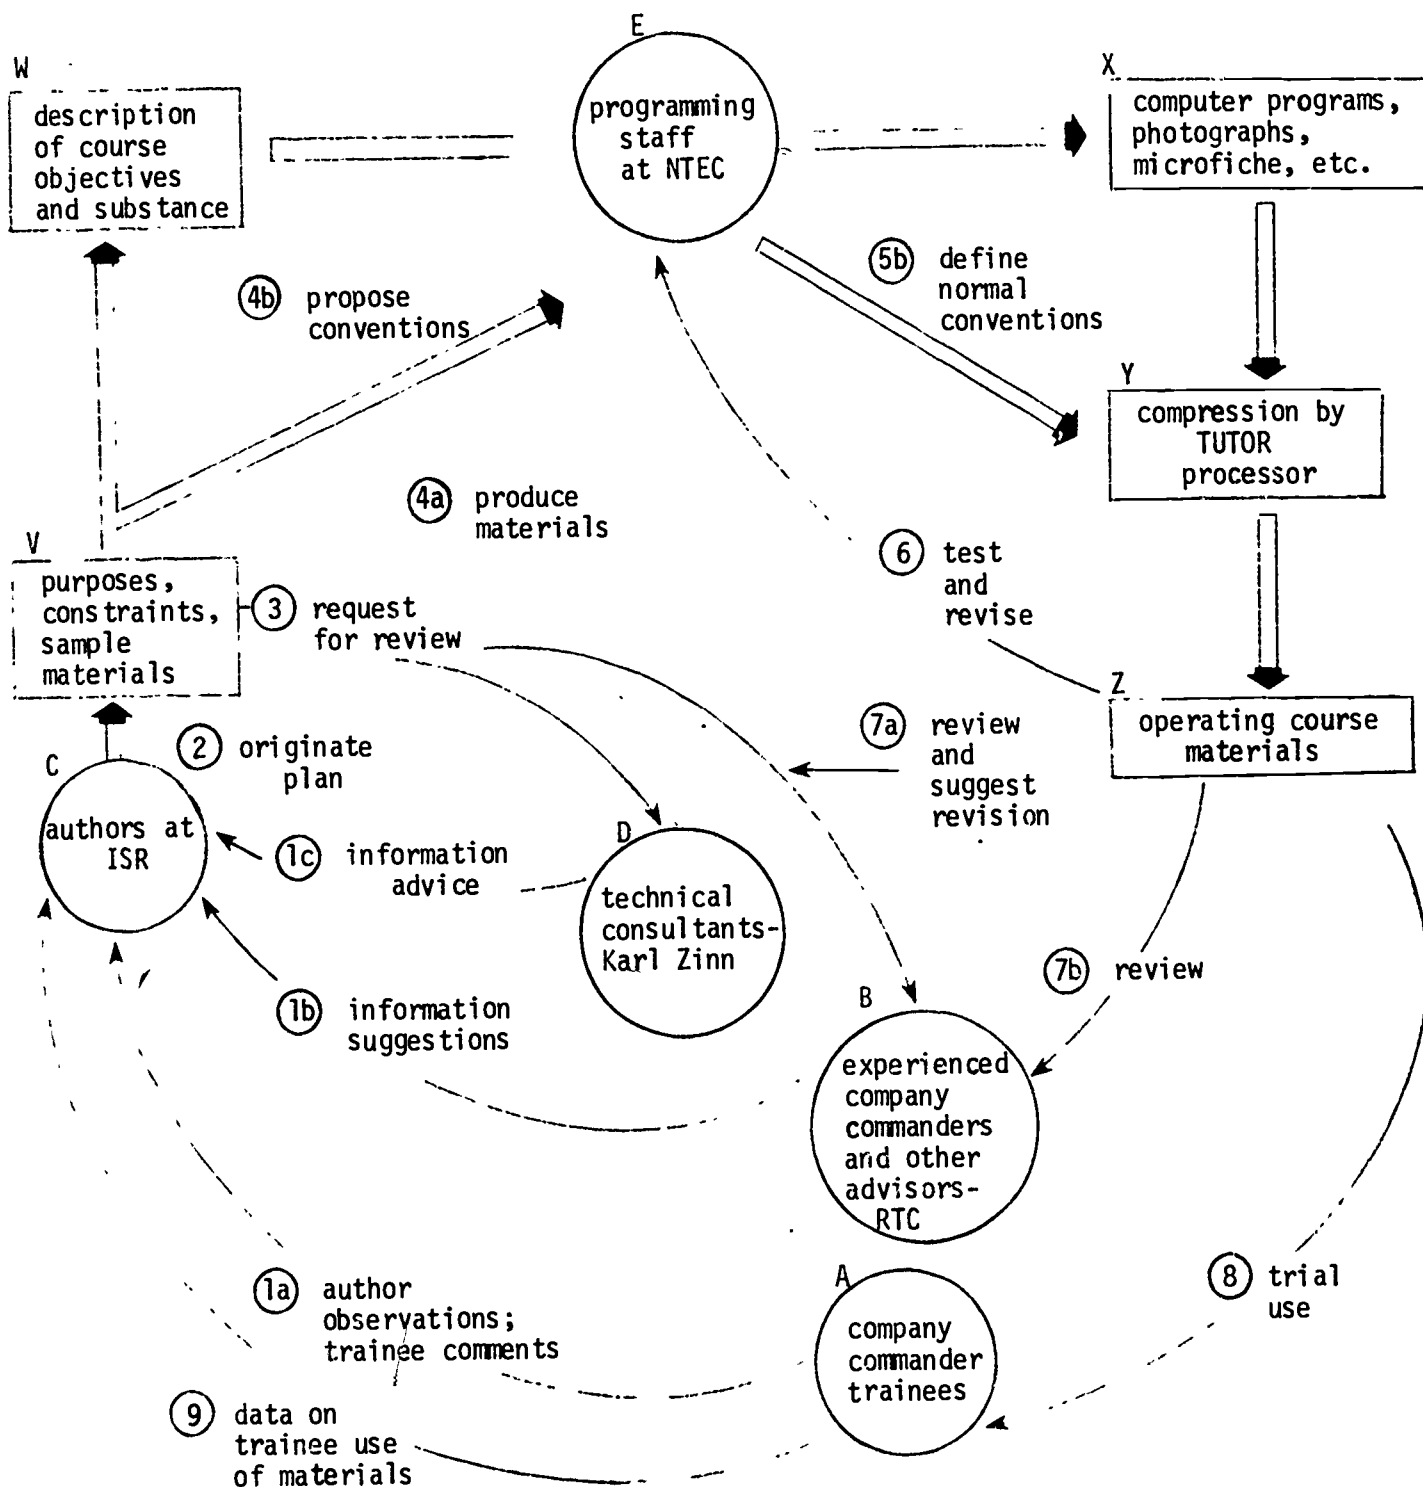 E
programming
staff
at NTEC
W
description
of course
objectives
and substance
X
computer programs,
photographs,
microfiche, etc.
4b propose
conventions
5b define
normal
conventions
Y
compression by
TUTOR
processor
4a produce
materials
V
purposes,
constraints,
sample
materials
3 request
for review
6 test
and
revise
Z
operating course
materials
2 originate
plan
7a review
and
suggest
revision
C
authors at
ISR
1c information
advice
D
technical
consultants-
Karl Zinn
1b information
suggestions
7b review
B
experienced
company
commanders
and other
advisors-
RTC
1a author
observations;
trainee comments
A
company
commander
trainees
8 trial
use
9 data on
trainee use
of materials